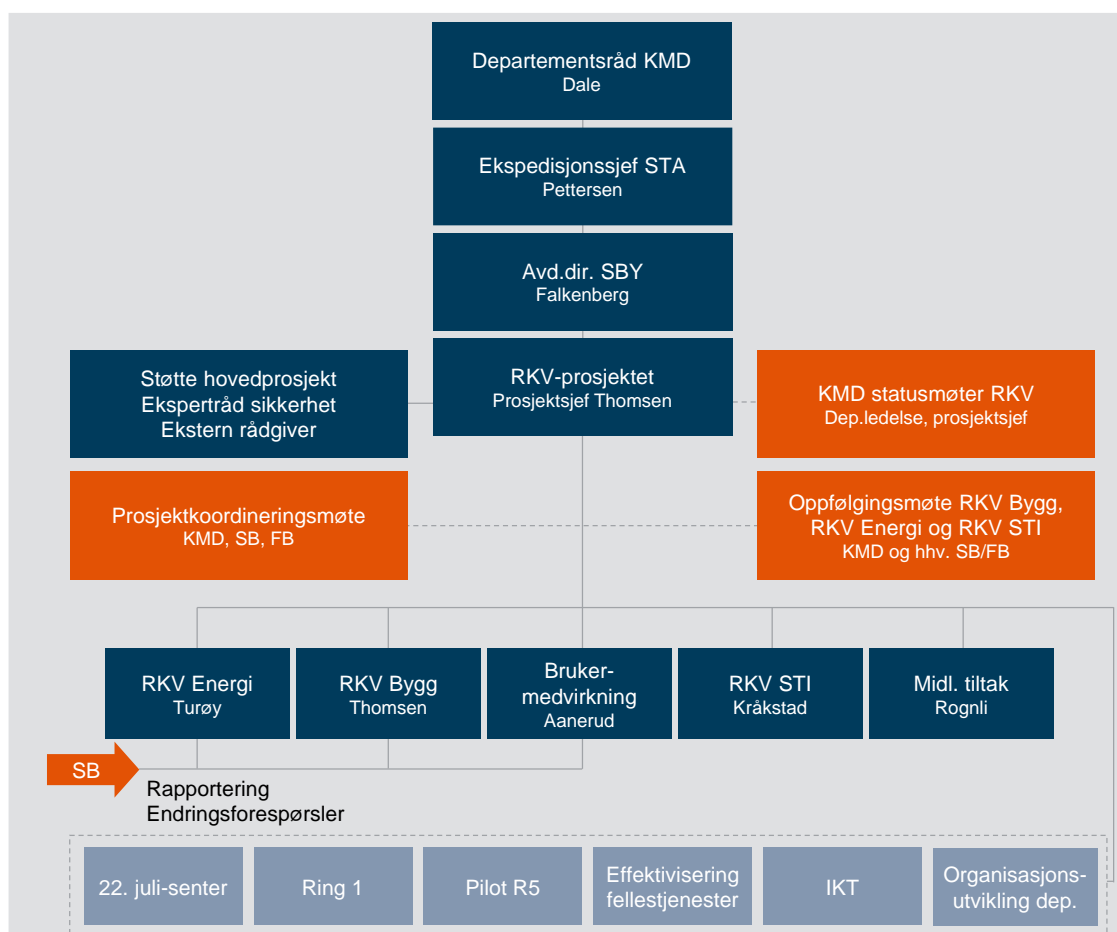 Departementsråd KMD
Dale
Ekspedisjonssjef STA
Pettersen
Avd.dir. SBY
Falkenberg
Støtte hovedprosjekt
Ekspertråd sikkerhet
Ekstern rådgiver
RKV-prosjektet
Prosjektsjef Thomsen
KMD statusmøter RKV
Dep.ledelse, prosjektsjef
Prosjektkoordineringsmøte
KMD, SB, FB
Oppfølgingsmøte RKV Bygg,
RKV Energi og RKV STI
KMD og hhv. SB/FB
RKV Energi
Turøy
RKV Bygg
Thomsen
Bruker-
medvirkning
Aanerud
RKV STI
Kråkstad
Midl. tiltak
Rognli
SB
Rapportering
Endringsforespørsler
22. juli-senter
Ring 1
Pilot R5
Effektivisering
fellestjenester
IKT
Organisasjons-
utvikling dep.